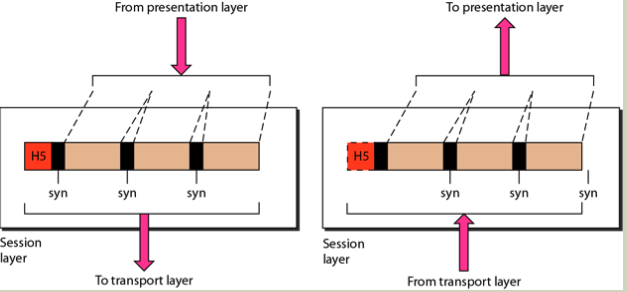 From presentation layer
To presentation layer
H5
H5
syn
syn
syn
syn
syn
syn
Session
layer
Session
layer
To transport layer
From transport layer